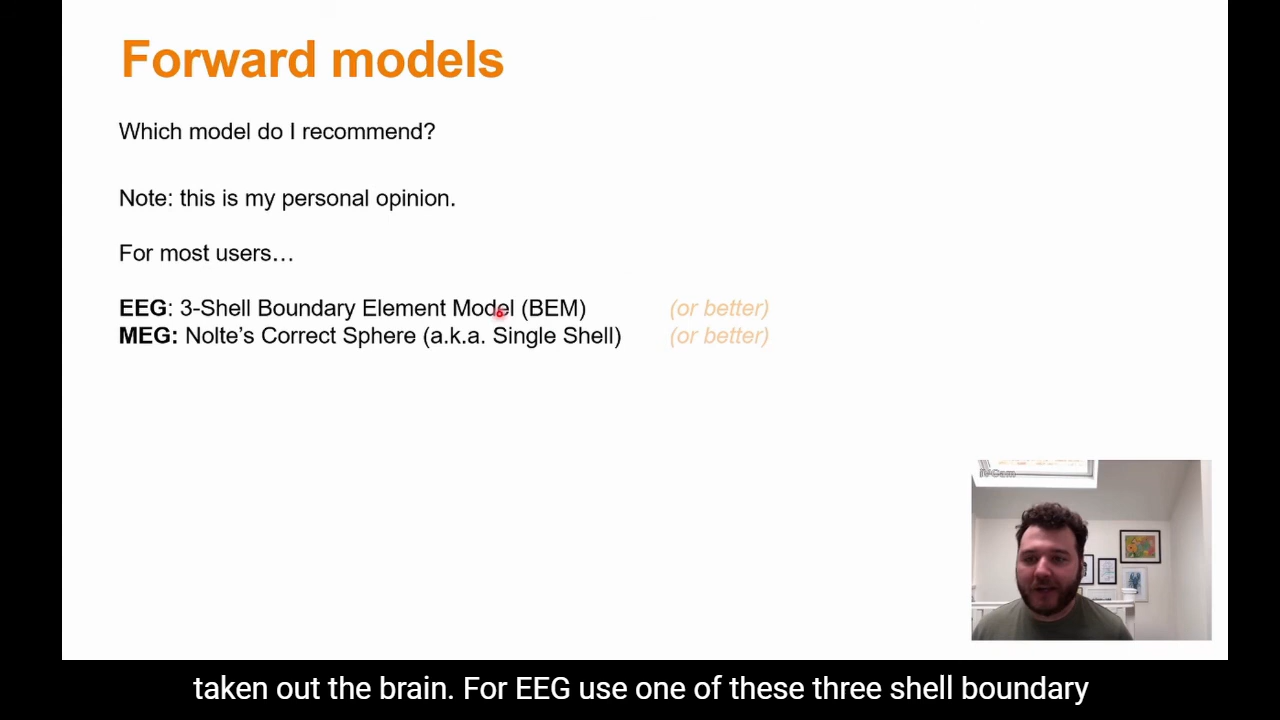 Forward models
Which model do I recommend?
Note: this is my personal opinion.
For most users…
EEG: 3-Shell Boundary Element Model (BEM) (or better)
MEG: Nolte’s Correct Sphere (a.k.a. Single Shell) (or better)
taken out the brain. For EEG use one of these three shell boundary